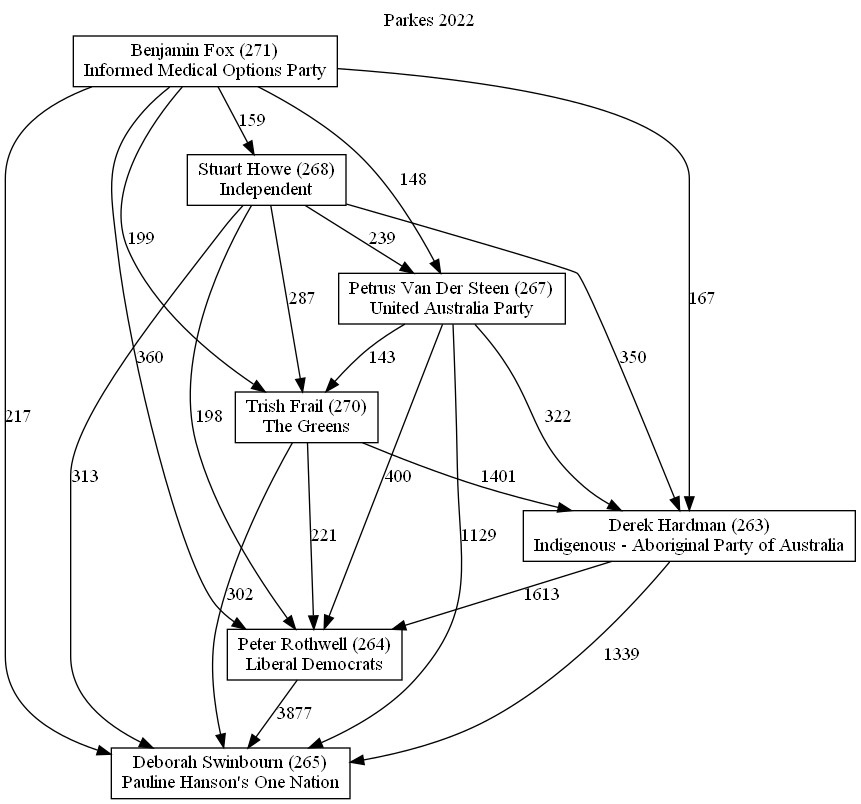 Parkes 2022
Benjamin Fox (271)
Informed Medical Options Party
159
Stuart Howe (268)
Independent
148
199
239
Petrus Van Der Steen (267)
United Australia Party
287
167
360
143
350
Trish Frail (270)
The Greens
217
198
322
313
400
1401
Derek Hardman (263)
Indigenous - Aboriginal Party of Australia
221
1129
302
1613
Peter Rothwell (264)
Liberal Democrats
1339
3877
Deborah Swinbourn (265)
Pauline Hanson's One Nation